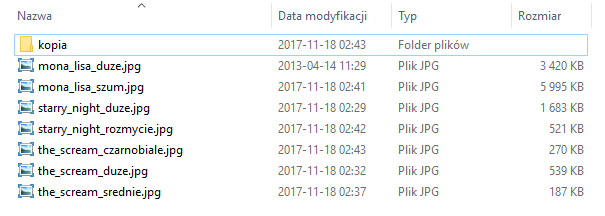 Nazwa Data modyfikacji Typ Rozmiar
kopia 2017-11-18 02:43 Folder plików
mona_lisa_duze.jpg 2013-04-14 11:29 Plik JPG 3 420 KB
mona_lisa_szum.jpg 2017-11-18 02:41 Plik JPG 5 995 KB
starry_night_duze.jpg 2017-11-18 02:29 Plik JPG 1 683 KB
starry_night_rozmycie.jpg 2017-11-18 02:42 Plik JPG 521 KB
the_scream_czarnobiale.jpg 2017-11-18 02:43 Plik JPG 270 KB
the_scream_duze.jpg 2017-11-18 02:32 Plik JPG 539 KB
the_scream_srednie.jpg 2017-11-18 02:37 Plik JPG 187 KB